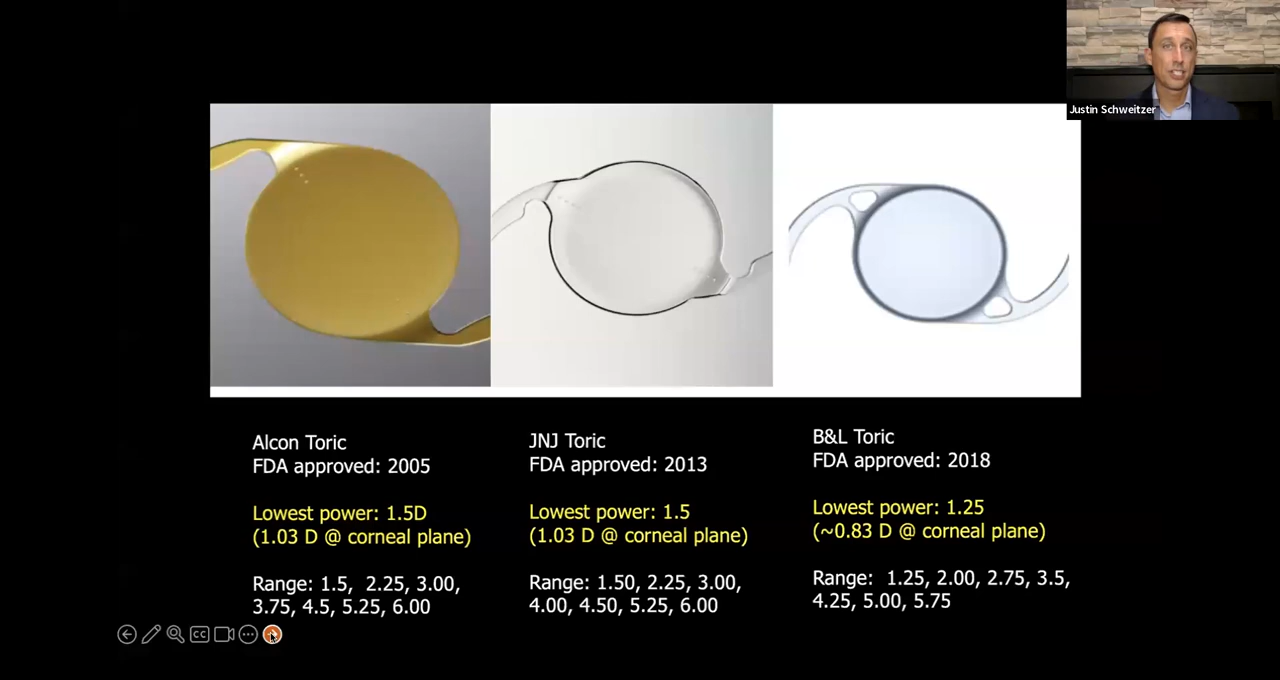 Justin Schweitzer
Alcon Toric
FDA approved: 2005
Lowest power: 1.5D
(1.03 D @ corneal plane)
Range: 1.5, 2.25, 3.00,
3.75, 4.5, 5.25, 6.00
JNJ Toric
FDA approved: 2013
Lowest power: 1.5
(1.03 D @ corneal plane)
Range: 1.50, 2.25, 3.00,
4.00, 4.50, 5.25, 6.00
B&L Toric
FDA approved: 2018
Lowest power: 1.25
(~0.83 D @ corneal plane)
Range: 1.25, 2.00, 2.75, 3.5,
4.25, 5.00, 5.75
CC